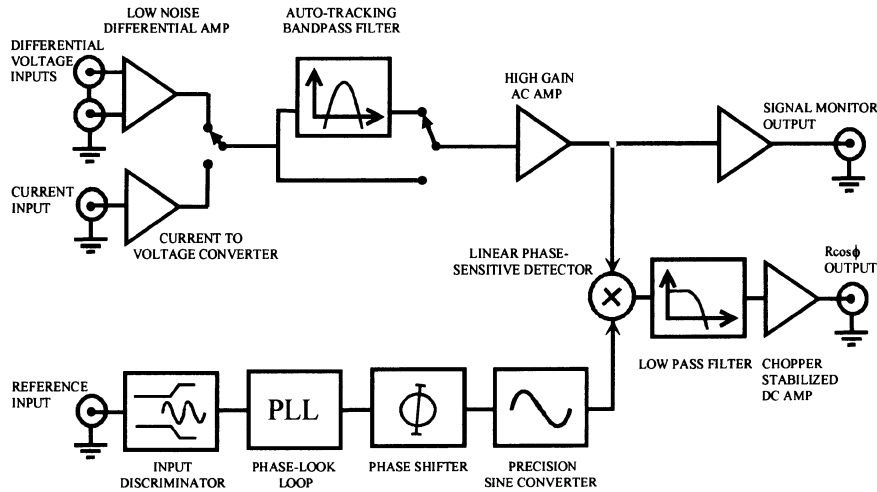 LOW NOISE
DIFFERENTIAL AMP
AUTO-TRACKING
BANDPASS FILTER
DIFFERENTIAL
VOLTAGE
INPUTS
HIGH GAIN
AC AMP
SIGNAL MONITOR
OUTPUT
CURRENT
INPUT
CURRENT TO
VOLTAGE CONVERTER
LINEAR PHASE-
SENSITIVE DETECTOR
Rcosϕ
OUTPUT
LOW PASS FILTER
CHOPPER
STABILIZED
DC AMP
REFERENCE
INPUT
PLL
Φ
INPUT
DISCRIMINATOR
PHASE-LOOK
LOOP
PHASE SHIFTER
PRECISION
SINE CONVERTER